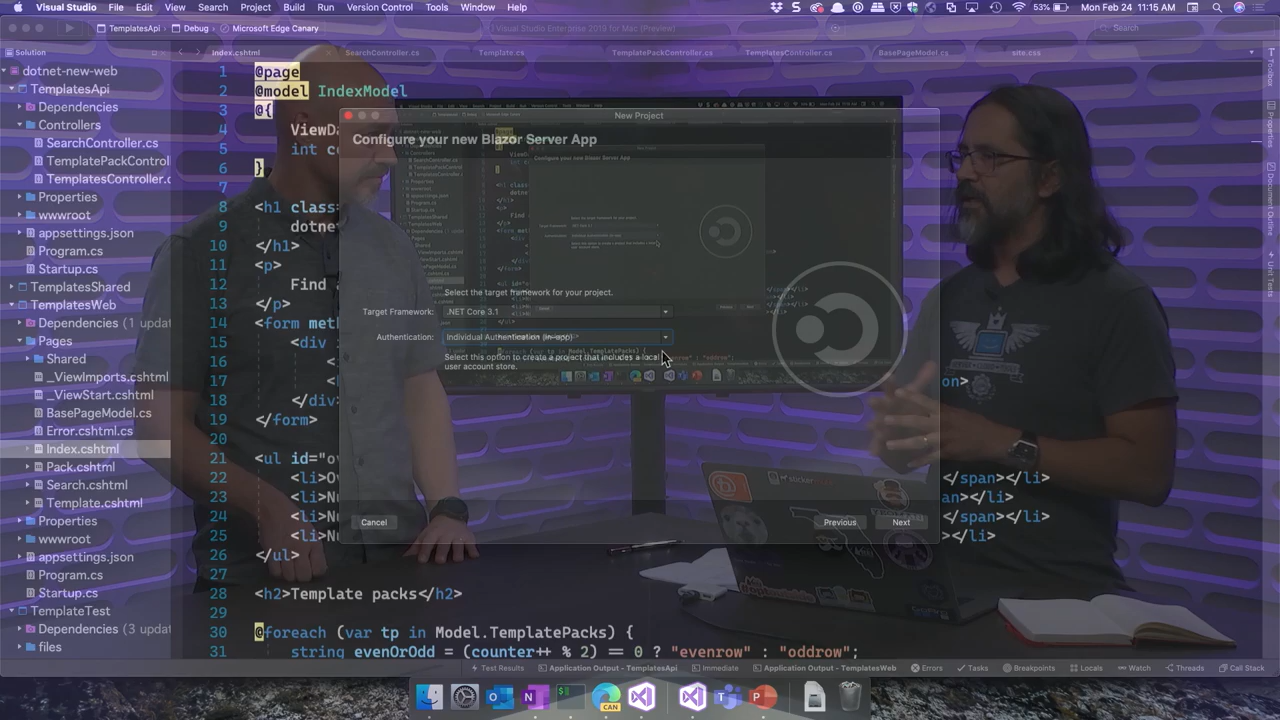 Visual Studio File Edit View Search Project Build Run Version Control Tools Window Help 53% Mon Feb 24 11:15 AM
TemplatesApi Debug Microsoft Edge Canary Visual Studio Enterprise 2019 for Mac (Preview) Search
Solution
Index.cshtml SearchController.cs Template.cs TemplatePackController.cs TemplatesController.cs BasePageModel.cs site.css
dotnet-new-web
TemplatesApi
Dependencies
Controllers
SearchController.cs
TemplatePackControl
TemplatesController.c
Properties
wwwroot
appsettings.json
Program.cs
Startup.cs
TemplatesShared
TemplatesWeb
Dependencies (1 updat
Pages
Shared
_ViewImports.cshtml
_ViewStart.cshtml
BasePageModel.cs
Error.cshtml.cs
Index.cshtml
Pack.cshtml
Search.cshtml
Template.cshtml
Properties
wwwroot
appsettings.json
Program.cs
Startup.cs
TemplateTest
Dependencies (3 updat
files
1 @page
2 @model IndexModel
3 @{
4 ViewDa
5 int co
6 }
7
8 <h1 class=
9 dotnet
10 </h1>
11 <p>
12 Find a
13 </p>
14 <form meth
15 <div
16 <
17 <
18 </div>
19 </form>
20
21 <ul id="ov
22 <li>Ov </span></li>
23 <li>Nu an></li>
24 <li>Nu </span></li>
25 <li>Nu </span></li>
26 </ul>
27
28 <h2>Template packs</h2>
29
30 @foreach (var tp in Model.TemplatePacks) {
31 string evenOrOdd = (counter++ % 2) == 0 ? "evenrow" : "oddrow";
New Project
Configure your new Blazor Server App
Select the target framework for your project.
Target Framework: .NET Core 3.1
Authentication: Individual Authentication (in-app)
Select this option to create a project that includes a local
user account store.
Cancel Previous Next
Toolbox
Properties
Document Outline
Unit Tests
Test Results Application Output - TemplatesApi Immediate Application Output - TemplatesWeb Errors Tasks Breakpoints Locals Watch Threads Call Stack
CAN